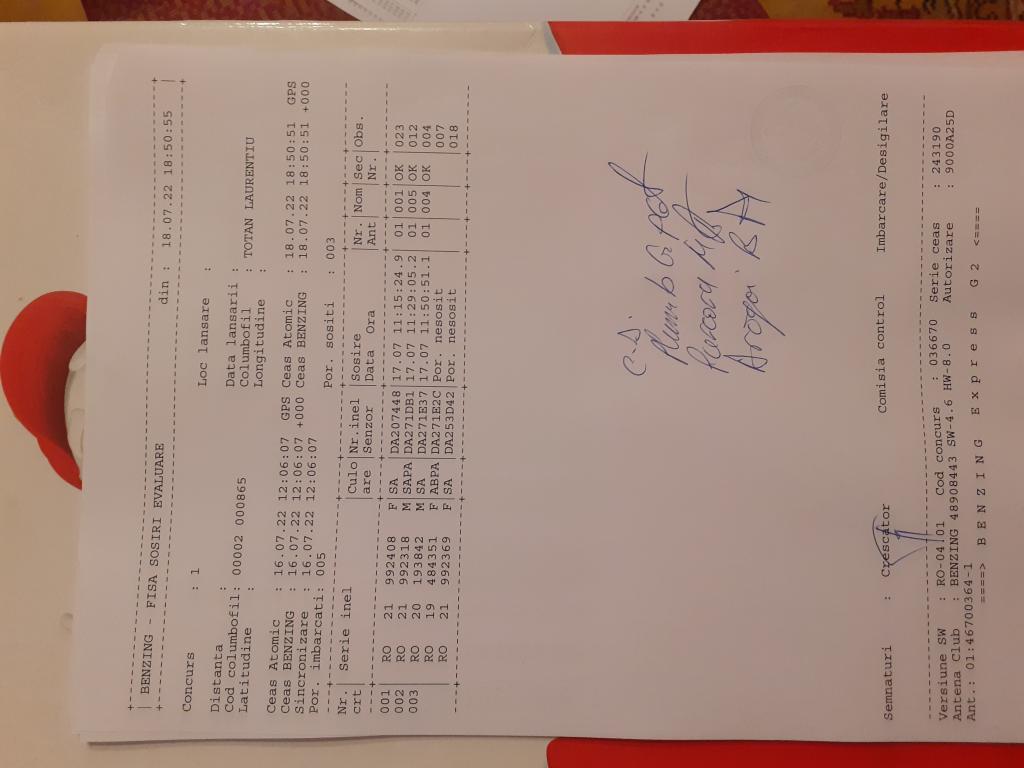 | BENZING - FISA SOSIRI EVALUARE din : 18.07.22 18:50:55 |
Concurs : 1
Loc lansare :
Distanta :
Data lansarii :
Cod columbofil: 00002 000865 Columbofil : TOTAN LAURENTIU
Latitudine : Longitudine :
Ceas Atomic : 16.07.22 12:06:07 GPS Ceas Atomic : 18.07.22 18:50:51 GPS
Ceas BENZING : 16.07.22 12:06:07 +000 Ceas BENZING : 18.07.22 18:50:51 +000
Sincronizare : 16.07.22 12:06:07
Por. imbarcati: 005 Por. sositi : 003
Nr.| Serie inel |Culo|Nr.inel |Sosire |Nr. |Nom |Sec|Obs.
crt| |are |Senzor |Data Ora |Ant | |Nr.|
001| RO 21 992408 F|SA |DA207448|17.07 11:15:24.9| 01|001|OK |023
002| RO 21 992318 M|SAPA|DA271DB1|17.07 11:29:05.2| 01|005|OK |012
003| RO 20 193842 M|SA |DA271E37|17.07 11:50:51.1| 01|004|OK |004
| RO 19 484351 F|ABPA|DA271E2C|Por. nesosit |007
| RO 21 992369 F|SA |DA253D42|Por. nesosit |018
Plumb
Semnaturi : Crescator Comisia control Imbarcare/Desigilare
Versiune SW : RO-04.01 Cod concurs : 036670 Serie ceas : 243190
Antena Club : BENZING 48908443 SW-4.6 HW-8.0 Autorizare : 9000A25D
Ant.: 01:46700364-1
====> B E N Z I N G E x p r e s s G 2 <====